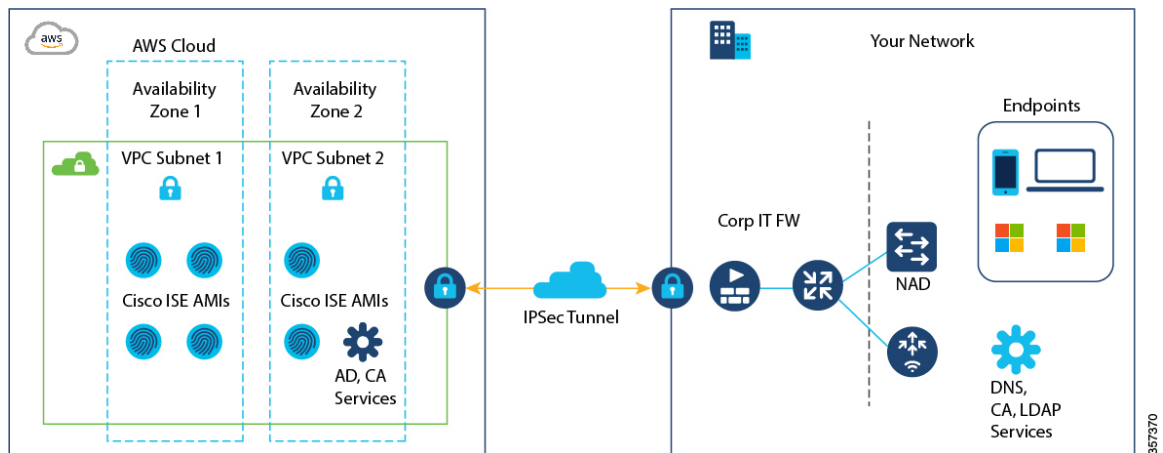 aws
AWS Cloud
Availability
Zone 1
Availability
Zone 2
VPC Subnet 1
VPC Subnet 2
Cisco ISE AMIs
Cisco ISE AMIs
AD, CA
Services
IPSec Tunnel
Your Network
Endpoints
Corp IT FW
NAD
DNS,
CA, LDAP
Services
357370